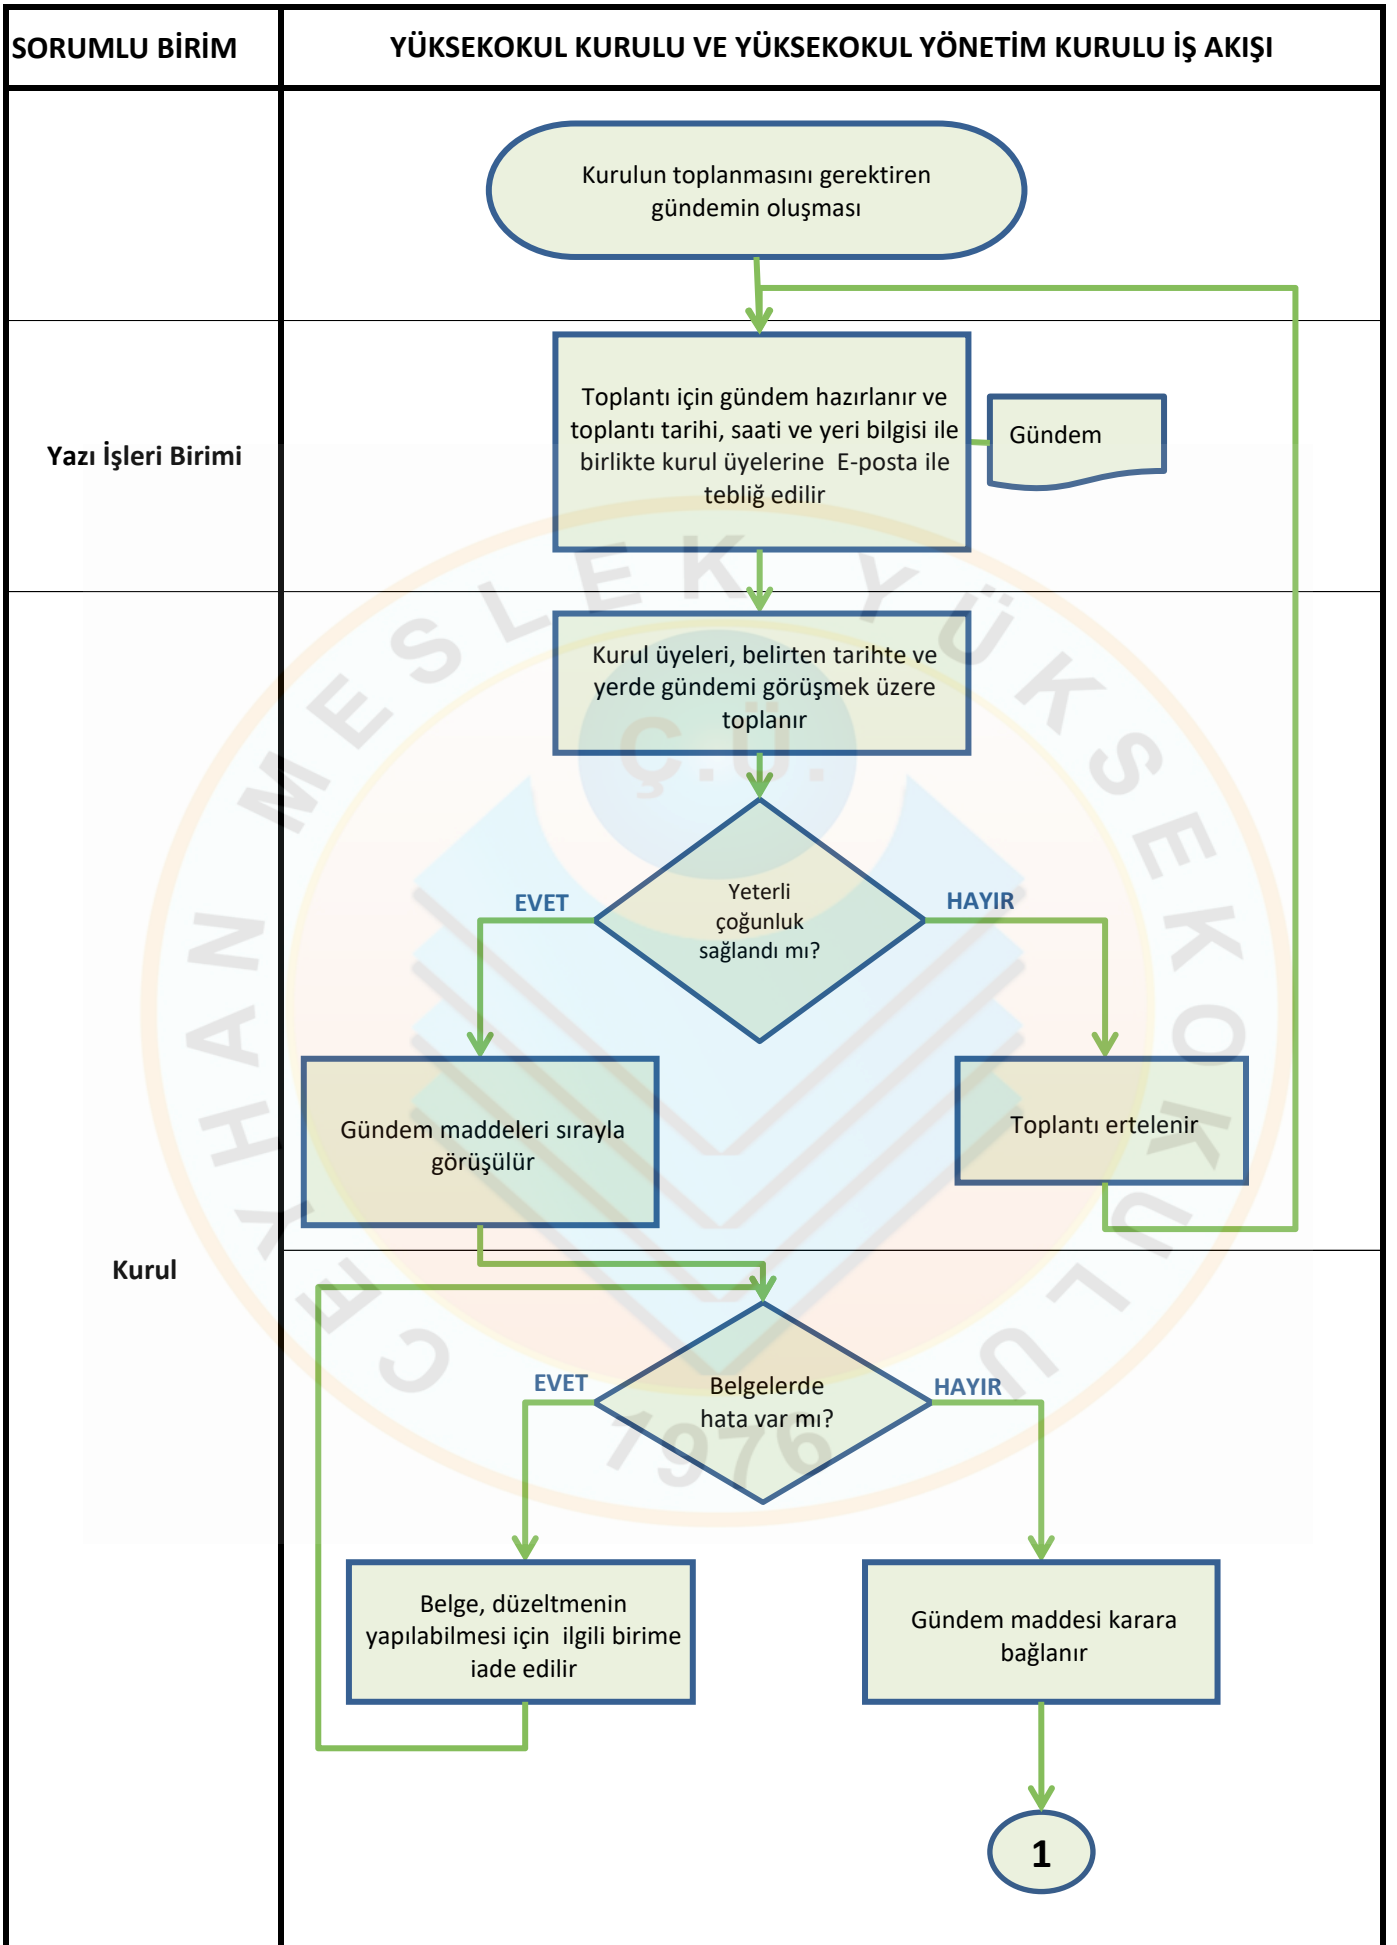 SORUMLU BİRİM
YÜKSEKOKUL KURULU VE YÜKSEKOKUL YÖNETİM KURULU İŞ AKIŞI
Kurulun toplanmasını gerektiren
gündemin oluşması
Yazı İşleri Birimi
Toplantı için gündem hazırlanır ve
toplantı tarihi, saati ve yeri bilgisi ile
birlikte kurul üyelerine E-posta ile
tebliğ edilir
Gündem
Kurul üyeleri, belirten tarihte ve
yerde gündemi görüşmek üzere
toplanır
Yeterli
çoğunluk
sağlandı mı?
EVET
HAYIR
Gündem maddeleri sırayla
görüşülür
Toplantı ertelenir
Kurul
Belgelerde
hata var mı?
EVET
HAYIR
Belge, düzeltmenin
yapılabilmesi için ilgili birime
iade edilir
Gündem maddesi karara
bağlanır
1
CEYHAN MESLEK YÜKSEKOKULU
Ç.Ü.
1976